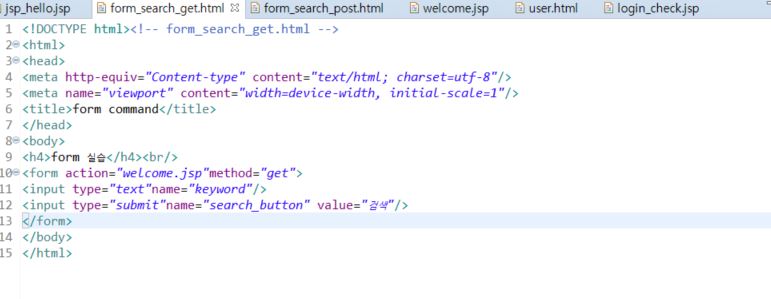 jsp_hello.jsp form_search_get.html form_search_post.html welcome.jsp user.html login_check.jsp
1 <!DOCTYPE html><!-- form_search_get.html -->
2 <html>
3 <head>
4 <meta http-equiv="Content-type" content="text/html; charset=utf-8"/>
5 <meta name="viewport" content="width=device-width, initial-scale=1"/>
6 <title>form command</title>
7 </head>
8 <body>
9 <h4>form 실습</h4><br/>
10 <form action="welcome.jsp"method="get">
11 <input type="text"name="keyword"/>
12 <input type="submit"name="search_button" value="검색"/>
13 </form>
14 </body>
15 </html>